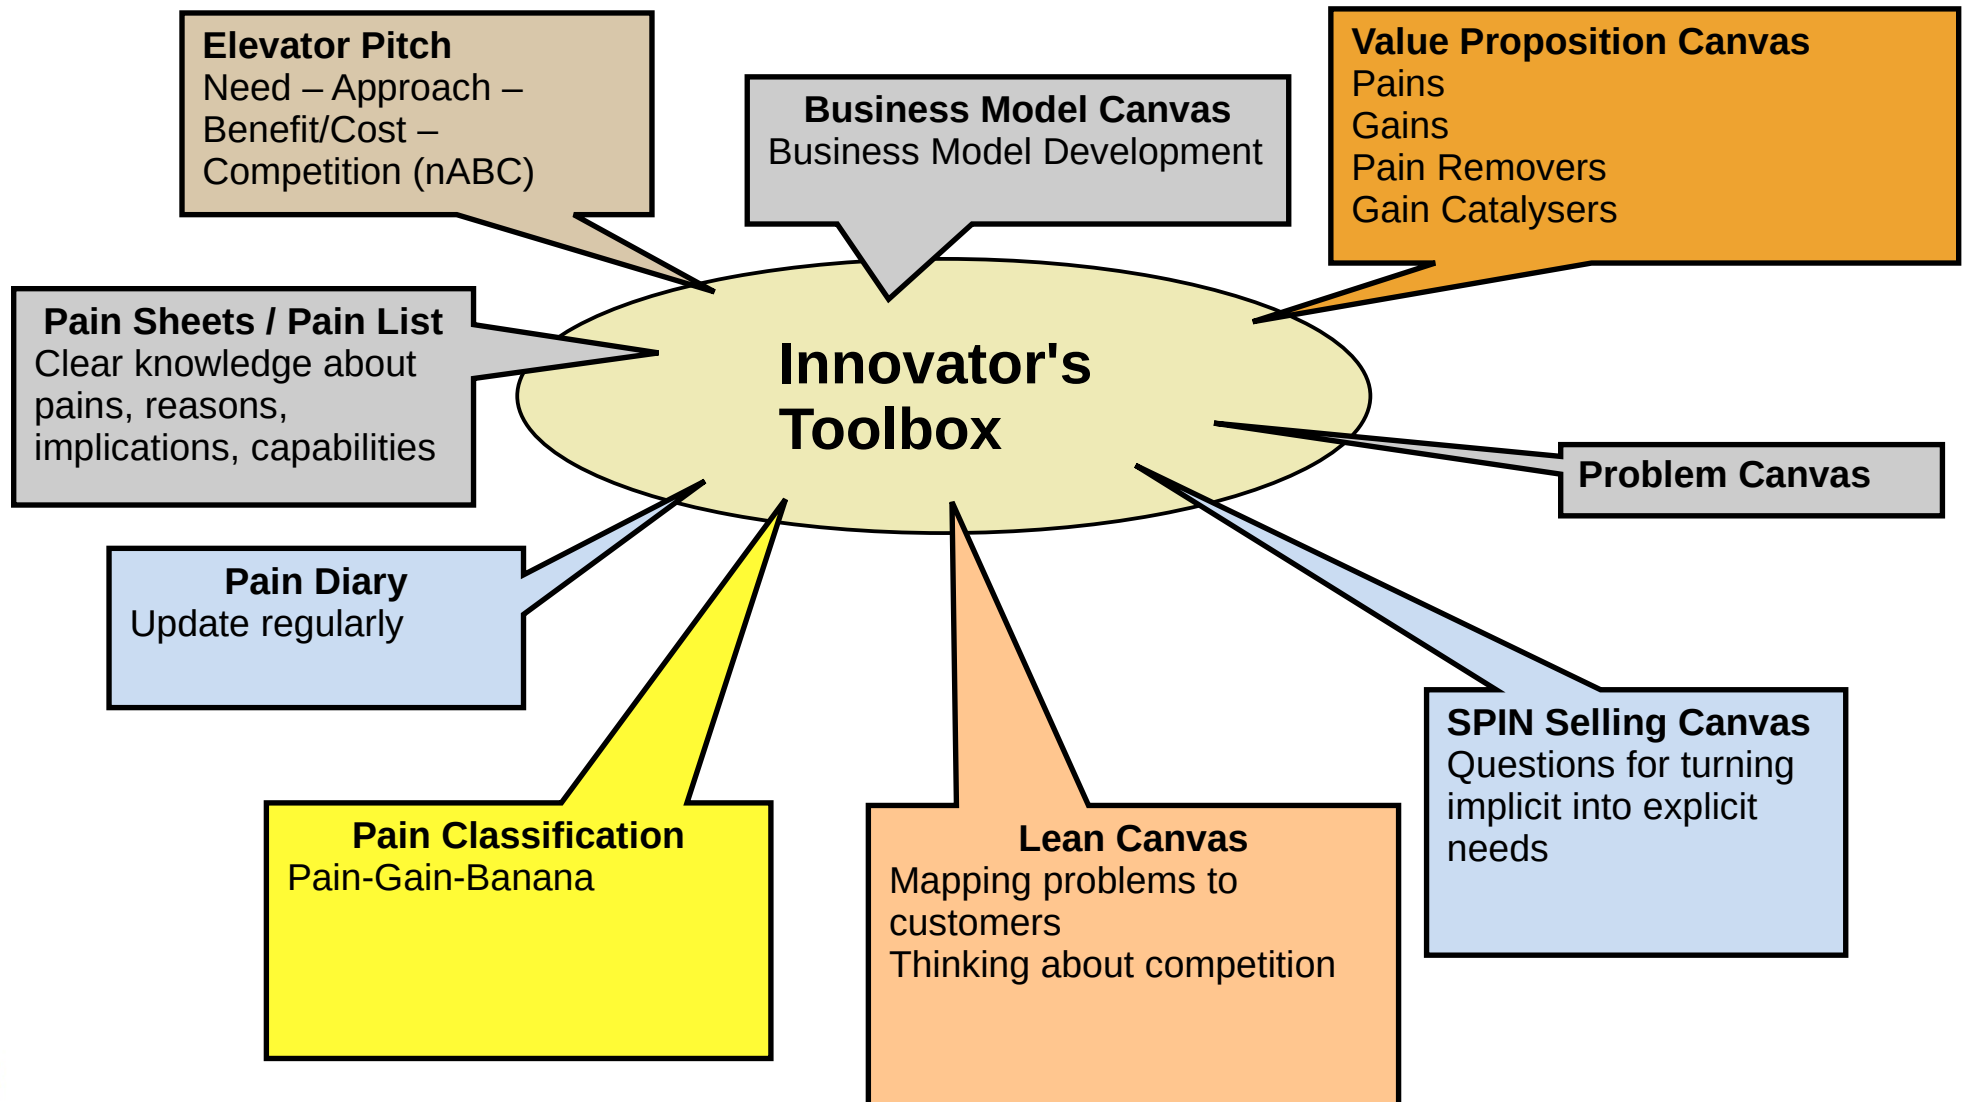 Elevator Pitch
Need – Approach –
Benefit/Cost –
Competition (nABC)
Business Model Canvas
Business Model Development
Value Proposition Canvas
Pains
Gains
Pain Removers
Gain Catalysers
Pain Sheets / Pain List
Clear knowledge about
pains, reasons,
implications, capabilities
Innovator's
Toolbox
Problem Canvas
Pain Diary
Update regularly
SPIN Selling Canvas
Questions for turning
implicit into explicit
needs
Pain Classification
Pain-Gain-Banana
Lean Canvas
Mapping problems to
customers
Thinking about competition